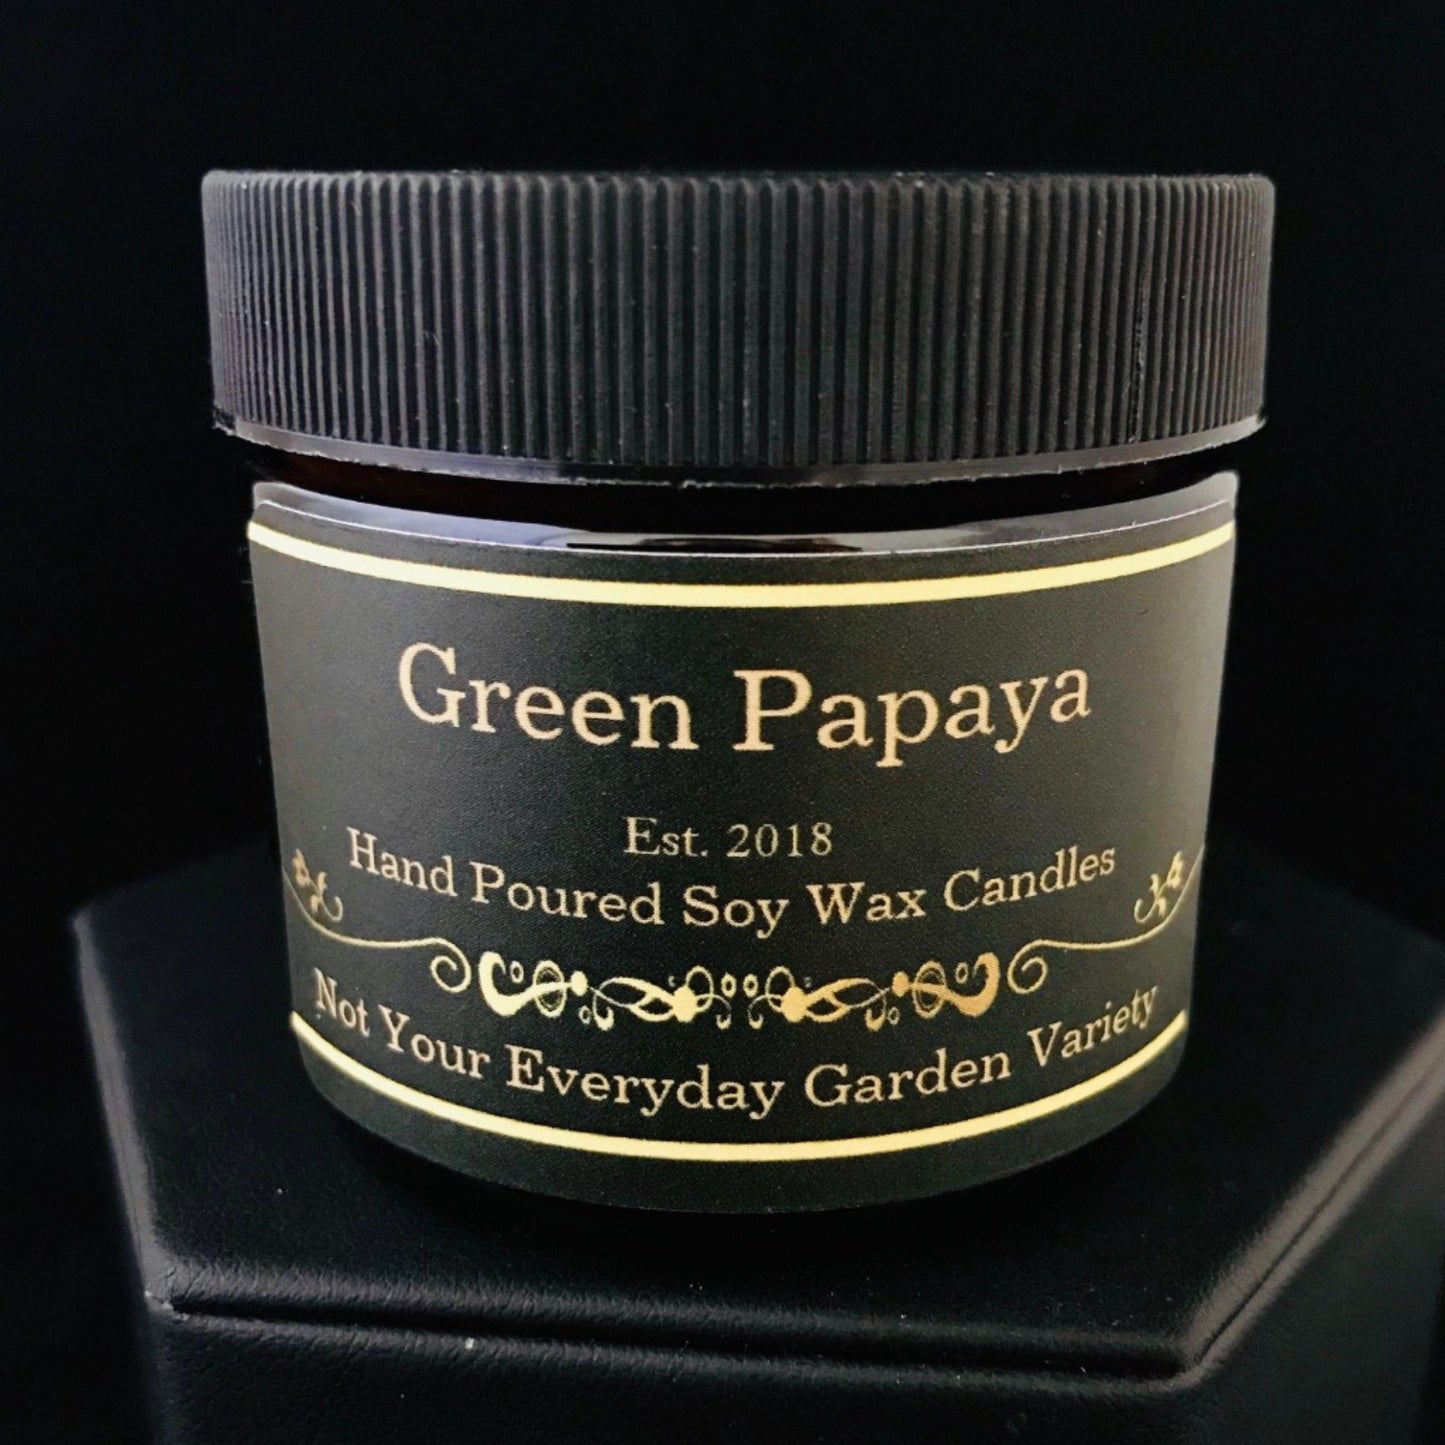 Green Papaya
Est. 2018
Hand Poured Soy Wax Candles
Not Your Everyday Garden Variety